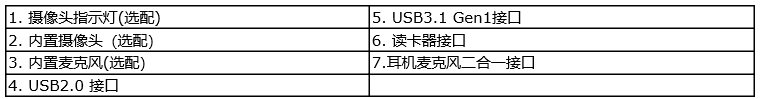 1. 摄像头指示灯(选配)
5. USB3.1 Gen1接口
2. 内置摄像头 (选配)
6. 读卡器接口
3. 内置麦克风(选配)
7.耳机麦克风二合一接口
4. USB2.0 接口